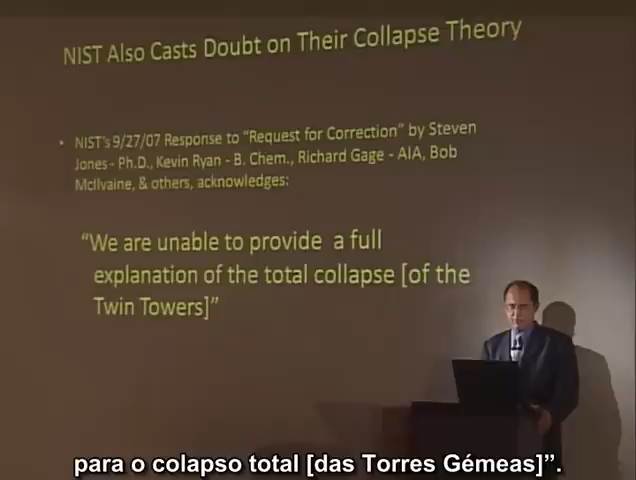 NIST Also Casts Doubt on Their Collapse Theory
• NIST's 9/27/07 Response to "Request for Correction" by Steven
Jones - Ph.D., Kevin Ryan - B. Chem., Richard Gage - AIA, Bob
McIlvaine, & others, acknowledges:
"We are unable to provide a full
explanation of the total collapse [of the
Twin Towers]"
para o colapso total [das Torres Gémeas]”.